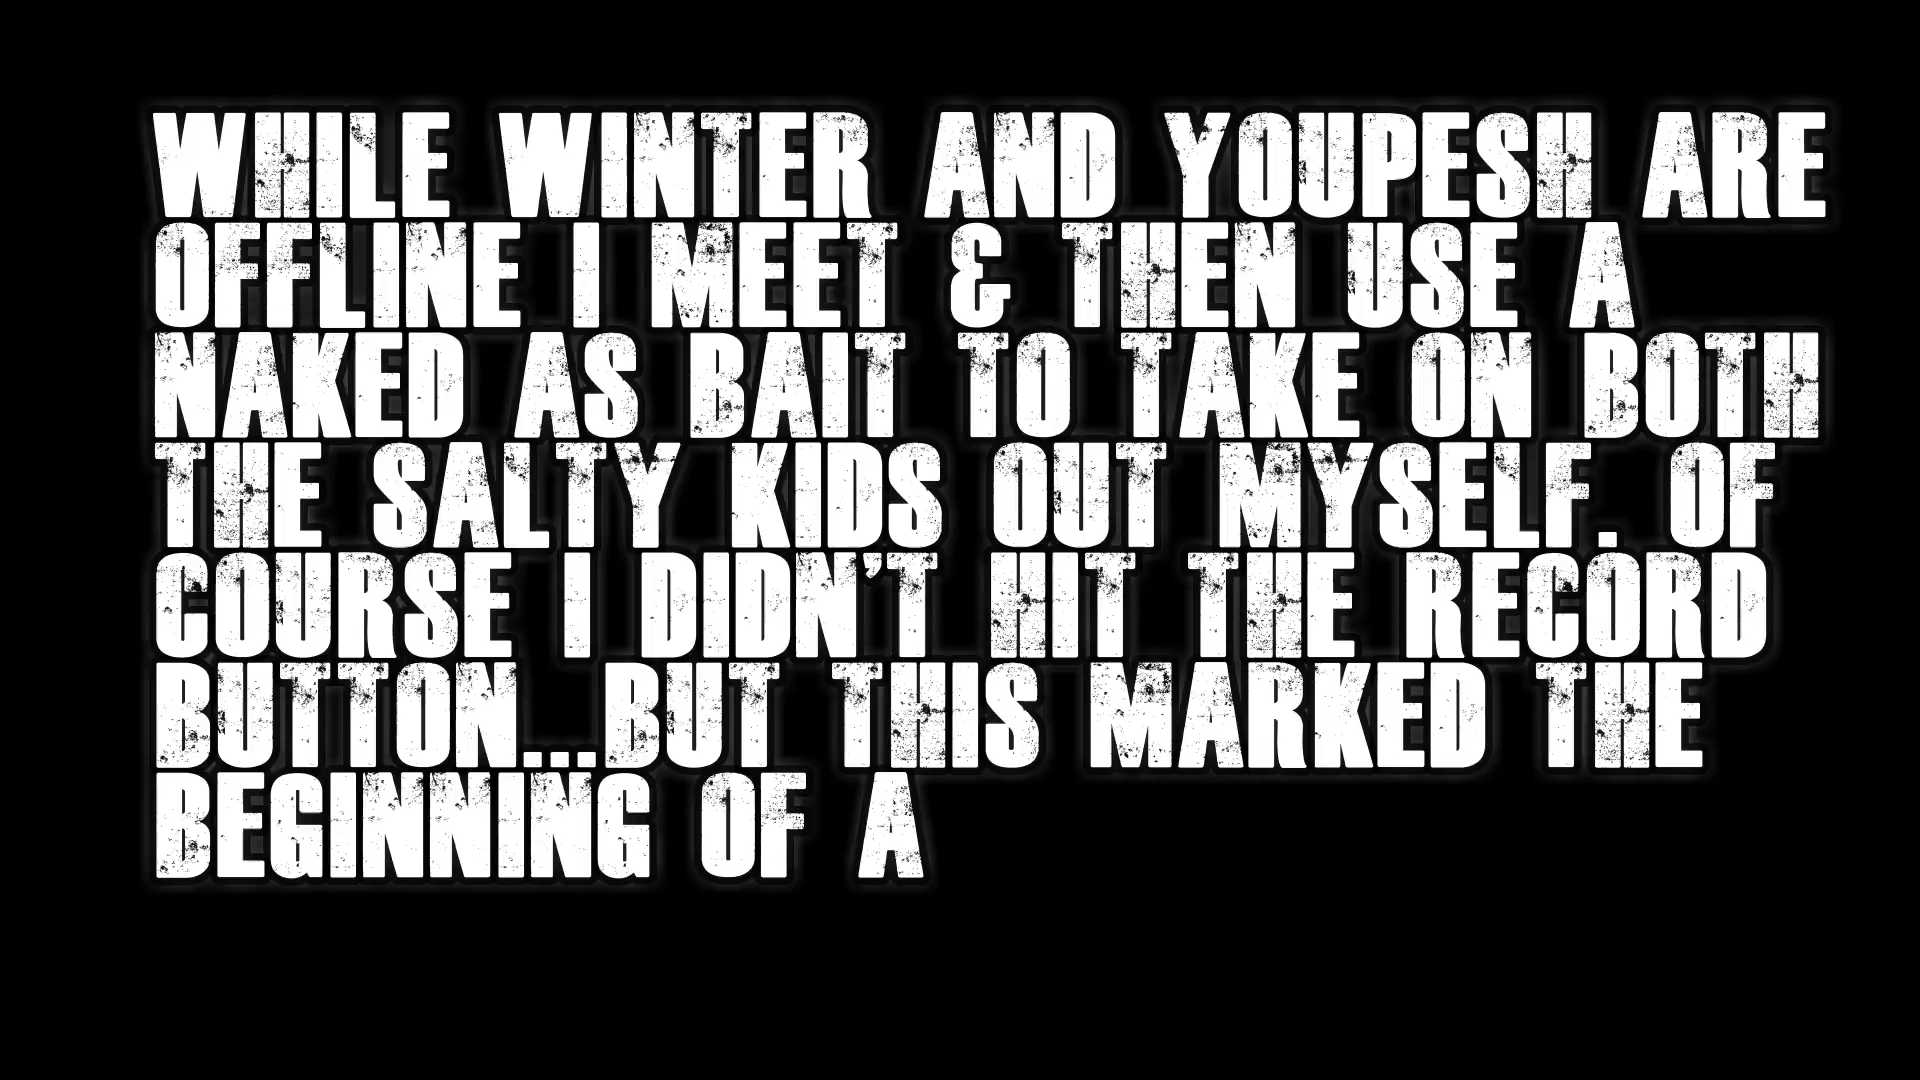 WHILE WINTER AND YOUPESH ARE
OFFLINE I MEET & THEN USE A
NAKED AS BAIT TO TAKE ON BOTH
THE SALTY KIDS OUT MYSELF. OF
COURSE I DIDN'T HIT THE RECORD
BUTTON...BUT THIS MARKED THE
BEGINNING OF A